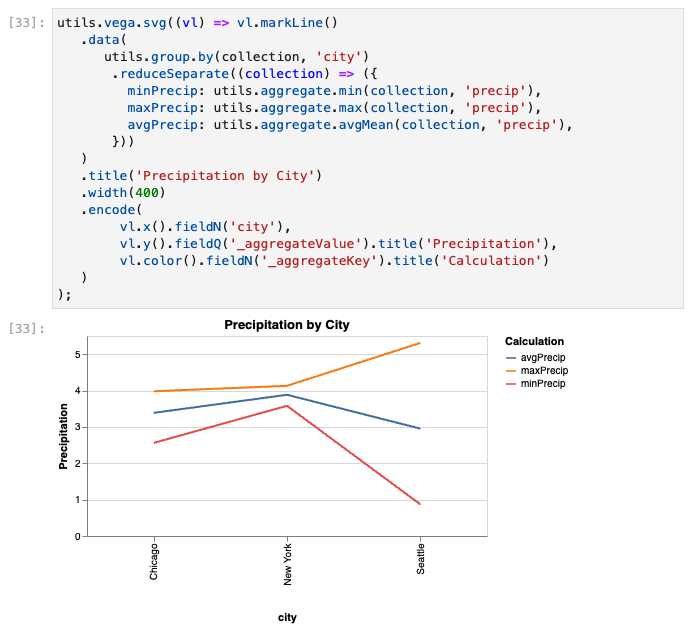 [33]: utils.vega.svg((vl) => vl.markLine()
   .data(
      utils.group.by(collection, 'city')
       .reduceSeparate((collection) => ({
         minPrecip: utils.aggregate.min(collection, 'precip'),
         maxPrecip: utils.aggregate.max(collection, 'precip'),
         avgPrecip: utils.aggregate.avgMean(collection, 'precip'),
       }))
   )
   .title('Precipitation by City')
   .width(400)
   .encode(
        vl.x().fieldN('city'),
        vl.y().fieldQ('_aggregateValue').title('Precipitation'),
        vl.color().fieldN('_aggregateKey').title('Calculation')
   )
);
[33]:
Precipitation by City
Precipitation
5
4
3
2
1
0
Chicago
New York
Seattle
city
Calculation
avgPrecip
maxPrecip
minPrecip